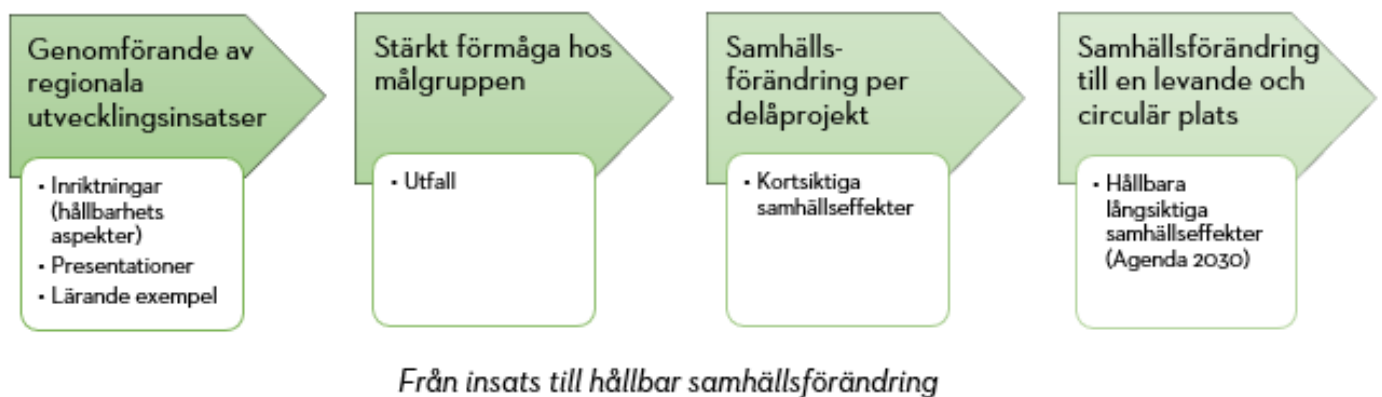 Genomförande av
regionala
utvecklingsinsatser
• Inriktningar
(hållbarhets
aspekter)
• Presentationer
• Lärande exempel
Stärkt förmåga hos
målgruppen
• Utfall
Samhälls-
förändring per
delåprojekt
• Kortsiktiga
samhällseffekter
Samhällsförändring
till en levande och
circulär plats
• Hållbara
långsiktiga
samhällseffekter
(Agenda 2030)
Från insats till hållbar samhällsförändring